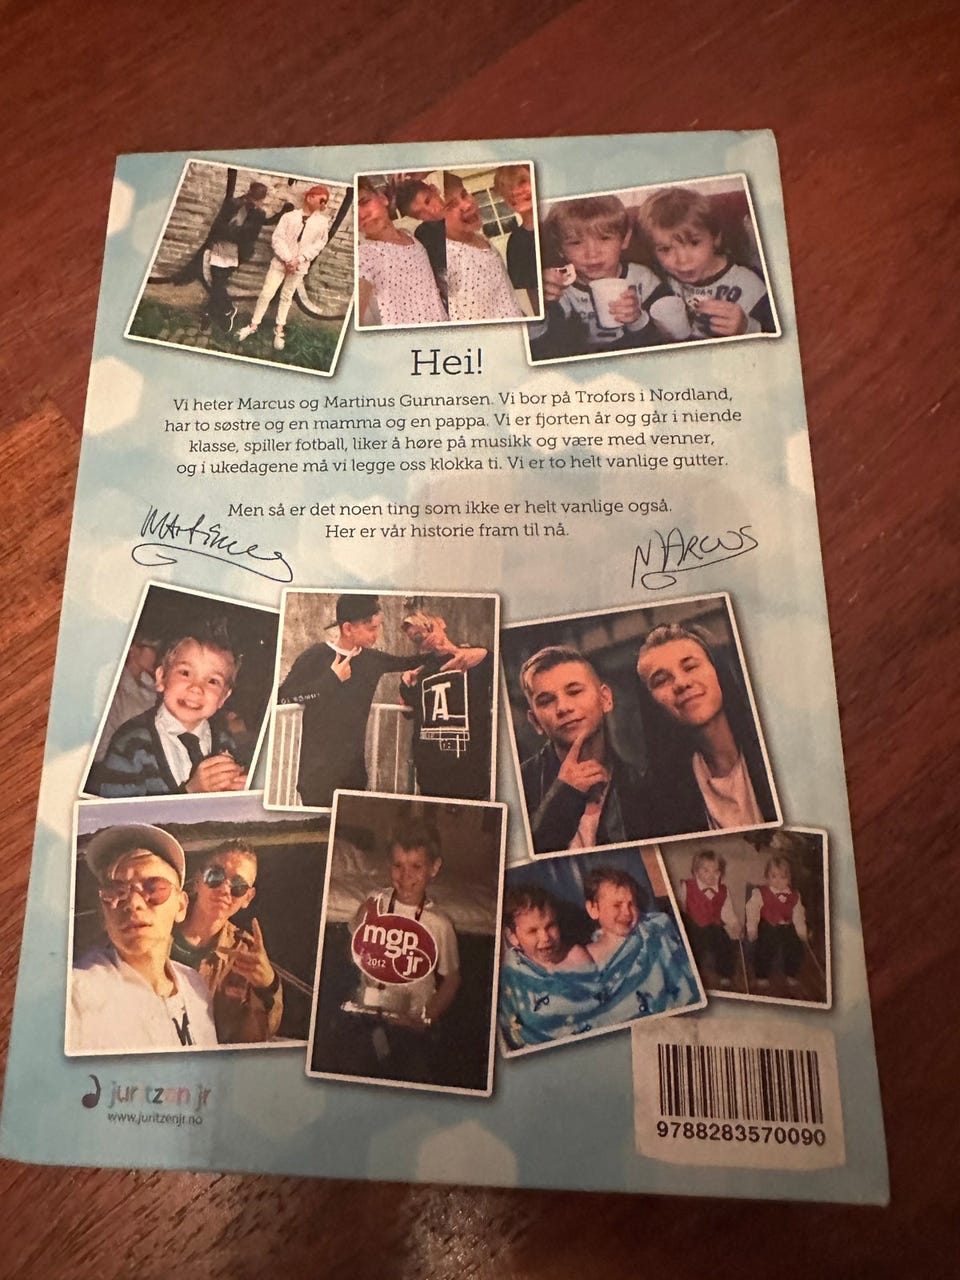 Hei!
Vi heter Marcus og Martinus Gunnarsen. Vi bor på Trofors i Nordland,
har to søstre og en mamma og en pappa. Vi er fjorten år og går i niende
klasse, spiller fotball, liker å høre på musikk og være med venner,
og i ukedagene må vi legge oss klokka ti. Vi er to helt vanlige gutter.
Men så er det noen ting som ikke er helt vanlige også.
Her er vår historie fram til nå.
Martinus
Marcus
A
mgp
jr
2012
juritzen jr
www.juritzenjr.no
9788283570090